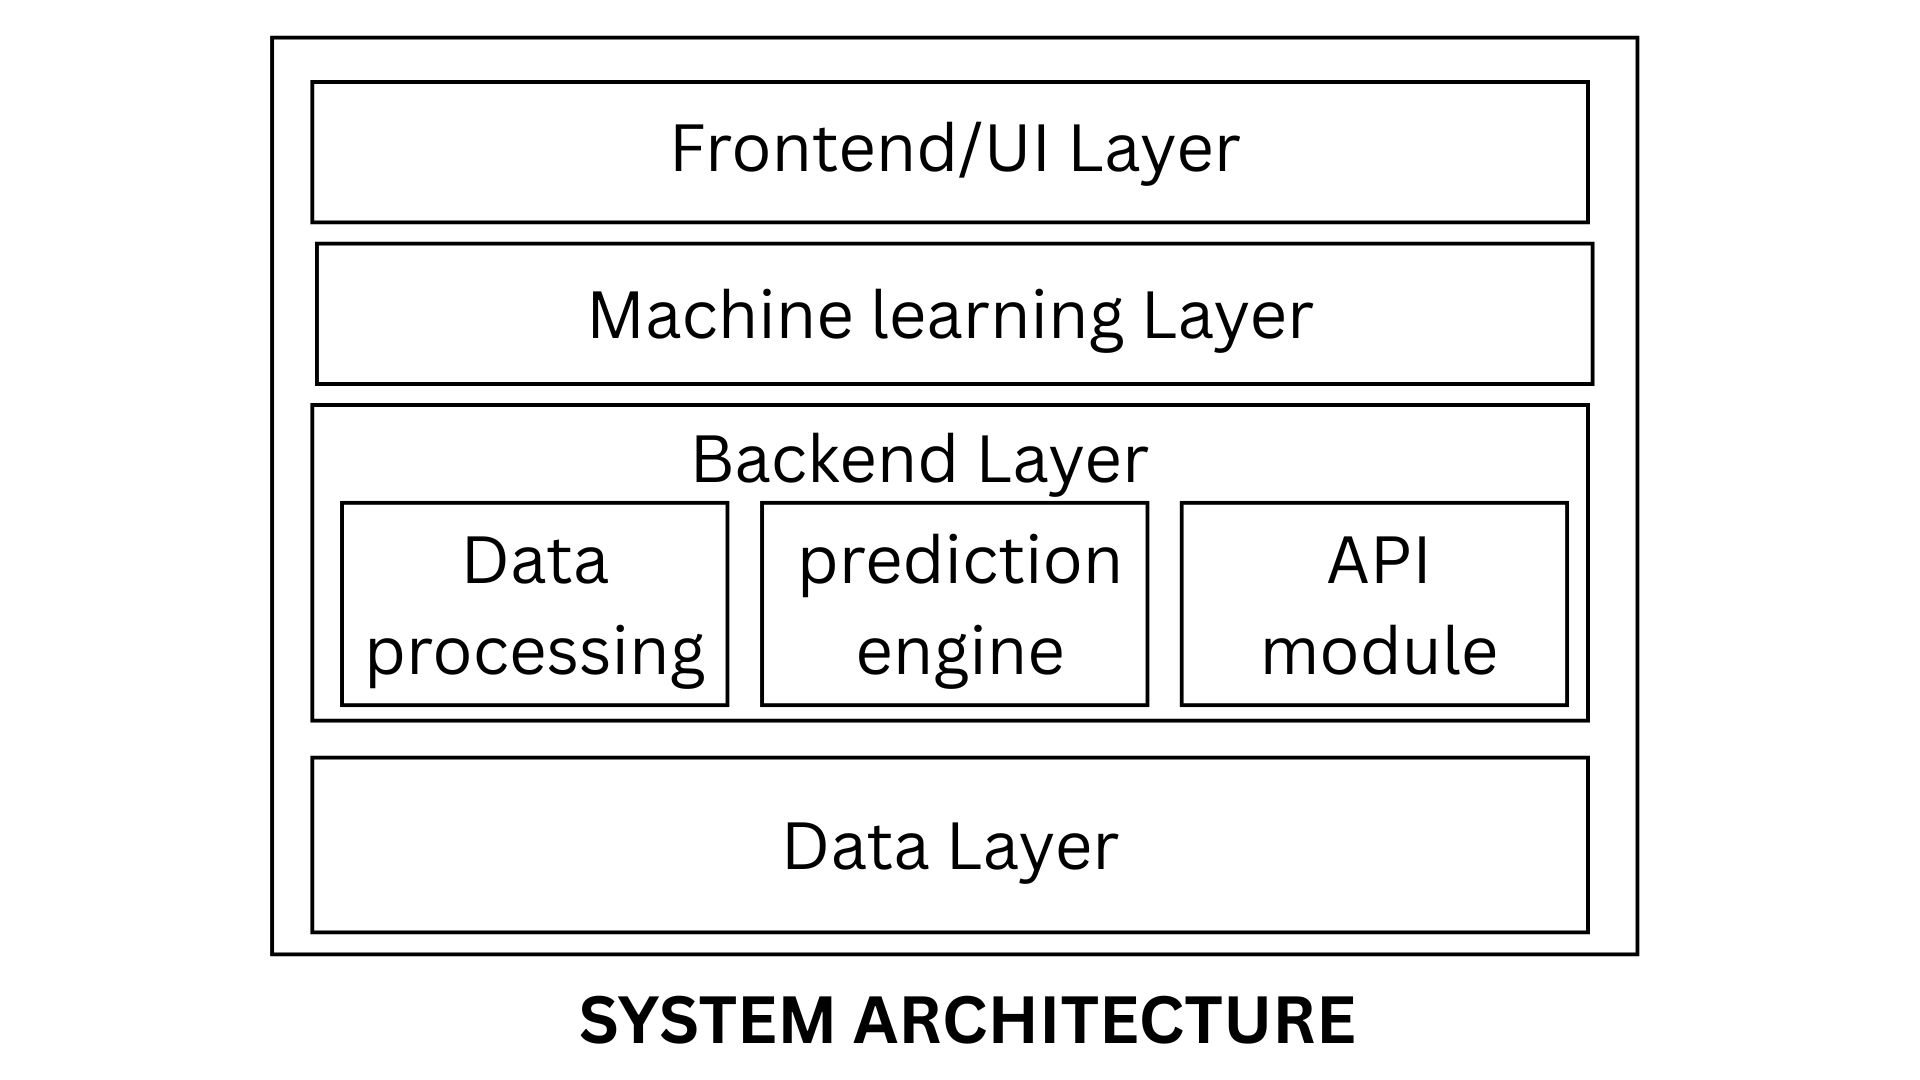 Frontend/UI Layer
Machine learning Layer
Backend Layer
Data
processing
prediction
engine
API
module
Data Layer
SYSTEM ARCHITECTURE